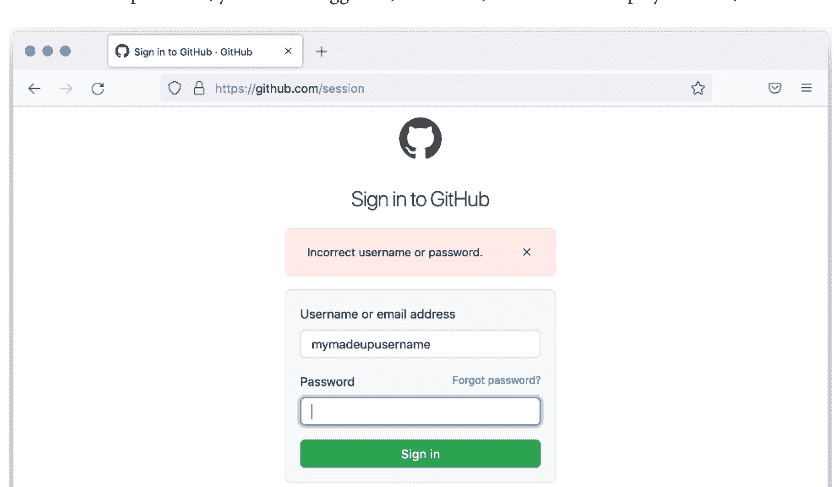 Sign in to GitHub · GitHub
https://github.com/session
Sign in to GitHub
Incorrect username or password.
Username or email address
mymadeupusername
Password Forgot password?
Sign in